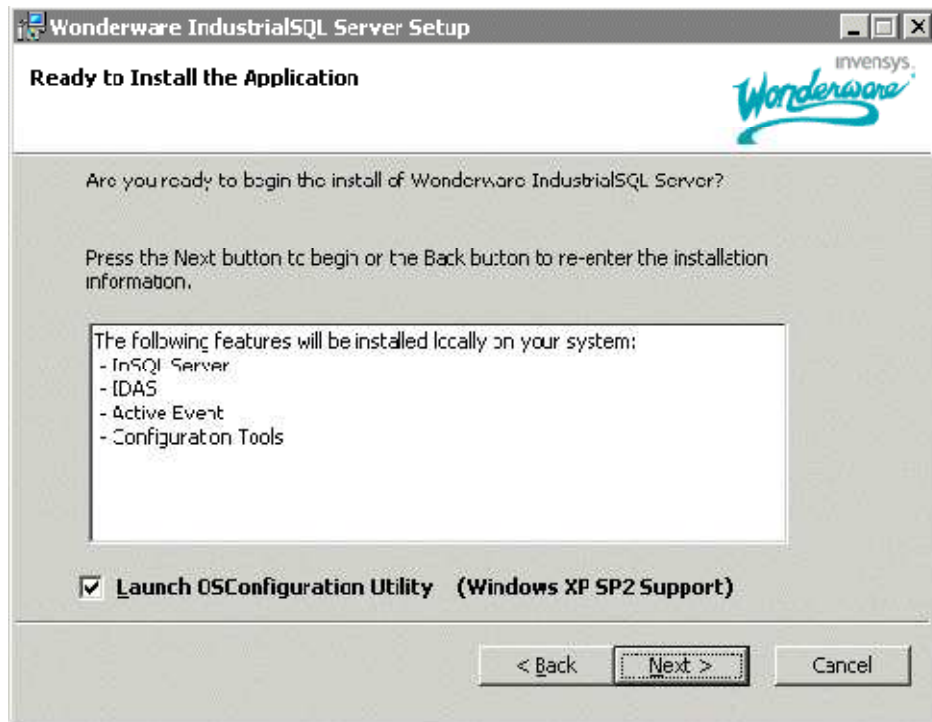 Wonderware IndustrialSQL Server Setup
Ready to Install the Application
invensys.
Wonderware
Are you ready to begin the install of Wonderware IndustrialSQL Server?
Press the Next button to begin or the Back button to re-enter the installation
information.
The following features will be installed locally on your system:
- InSQL Server
- IDAS
- Active Event
- Configuration Tools
Launch OSConfiguration Utility (Windows XP SP2 Support)
< Back
Next >
Cancel